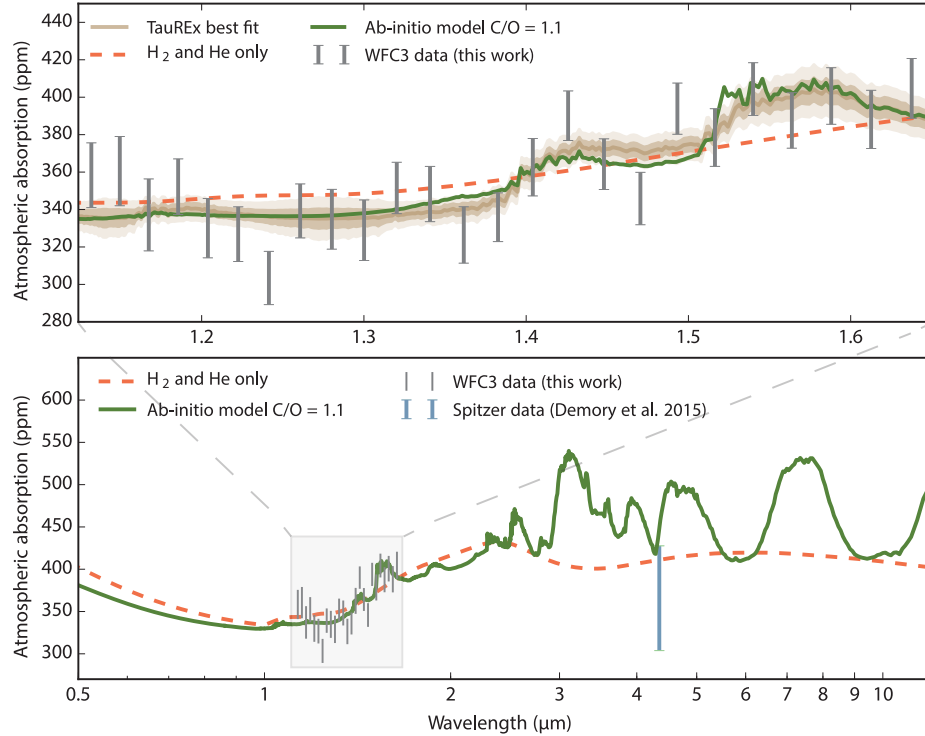 TauREx best fit
Ab-initio model C/O = 1.1
H2 and He only
WFC3 data (this work)
Atmospheric absorption (ppm)
440
420
400
380
360
340
320
300
280
1.2
1.3
1.4
1.5
1.6
H2 and He only
WFC3 data (this work)
Ab-initio model C/O = 1.1
Spitzer data (Demory et al. 2015)
Atmospheric absorption (ppm)
600
550
500
450
400
350
300
0.5
1
2
3
4
5
6
7
8
9
10
Wavelength (μm)